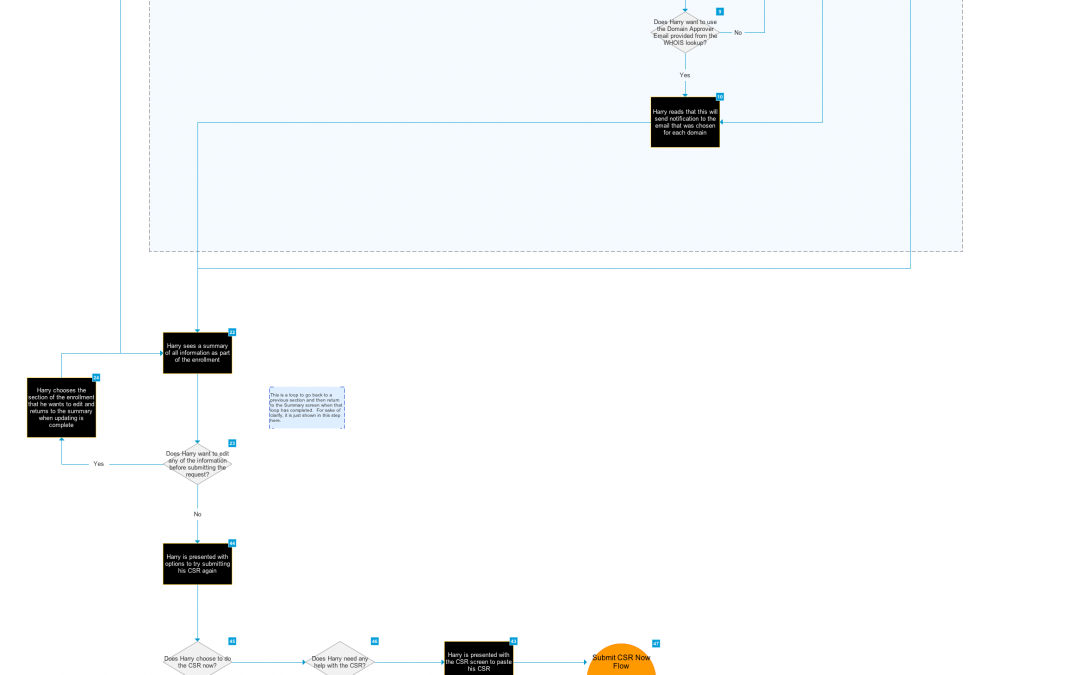 9
Does Harry want to use
the Domain Approver
Email provided from the
WHOIS lookup?
No
Yes
Harry reads that this will
send notification to the
email that was chosen
for each domain
Harry sees a summary
of all information as part
of the enrollment
Harry chooses the
section of the enrollment
that he wants to edit and
returns to the summary
when updating is
complete
This is a loop to go back to a
previous section and then return
to the Summary screen when that
loop has completed. For sake of
clarity, it is just shown in this step
here.
Does Harry want to edit
any of the information
before submitting the
request?
Yes
No
Harry is presented with
options to try submitting
his CSR again
45
Does Harry choose to do
the CSR now?
46
Does Harry need any
help with the CSR?
Harry is presented with
the CSR screen to paste
his CSR
47
Submit CSR Now
Flow